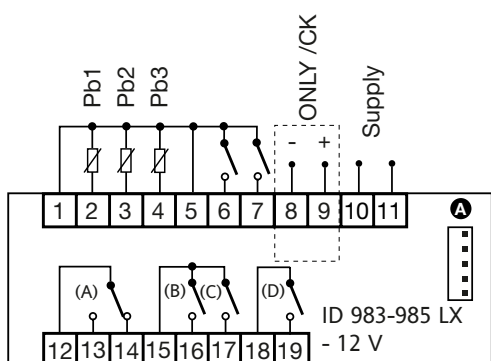 Pb1
Pb2
Pb3
ONLY /CK
Supply
- +
1 2 3 4 5 6 7 8 9 10 11
A
(A) (B) (C) (D)
ID 983-985 LX
- 12 V
12 13 14 15 16 17 18 19